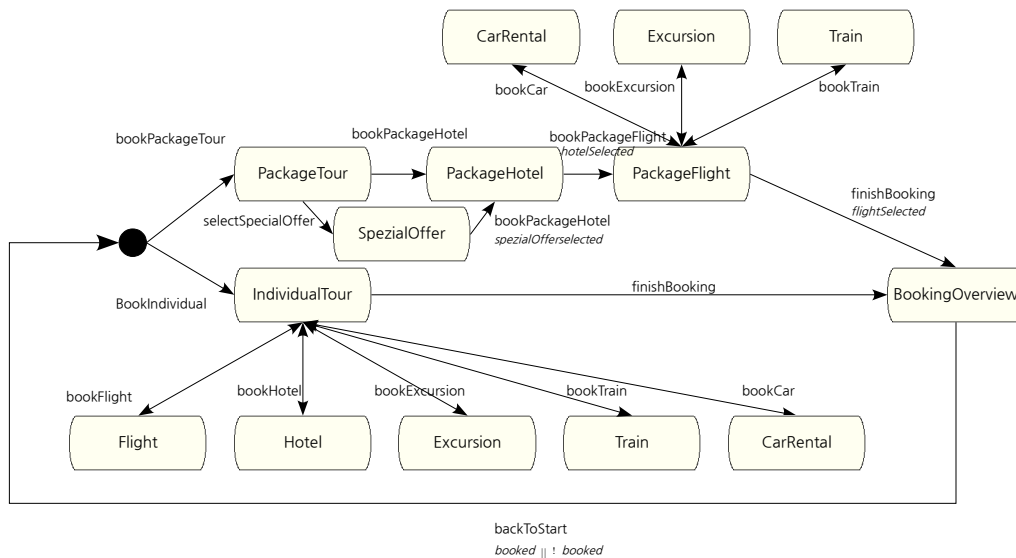 CarRental
Excursion
Train
bookCar
bookExcursion
bookTrain
bookPackageTour
bookPackageHotel
bookPackageFlight
hotelSelected
PackageTour
PackageHotel
PackageFlight
selectSpecialOffer
SpezialOffer
bookPackageHotel
spezialOfferselected
finishBooking
flightSelected
BookIndividual
IndividualTour
finishBooking
BookingOverview
bookFlight
bookHotel
bookExcursion
bookTrain
bookCar
Flight
Hotel
Excursion
Train
CarRental
backToStart
booked || ! booked